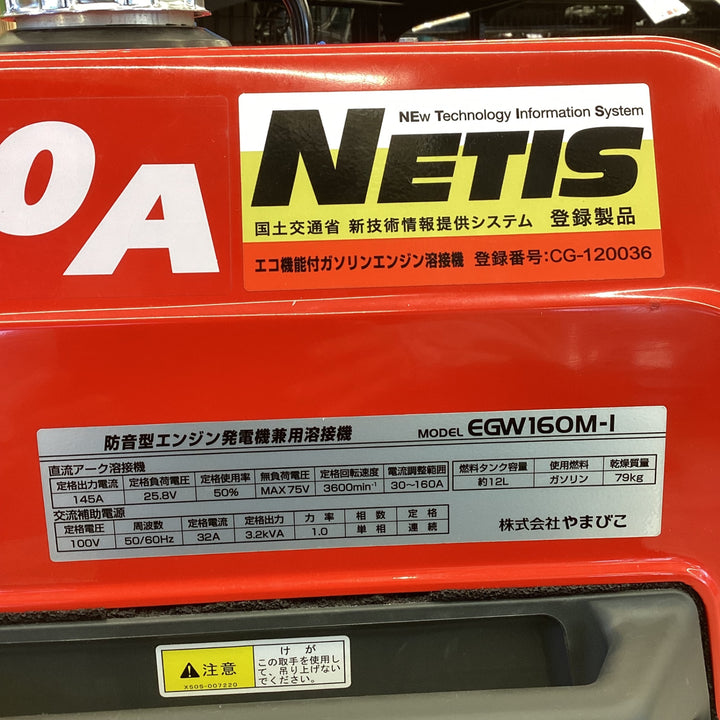 0A
NEw Technology Information System
NETIS
国土交通省 新技術情報提供システム 登録製品
エコ機能付ガソリンエンジン溶接機 登録番号:CG-120036
防音型エンジン発電機兼用溶接機 MODEL EGW160M-I
直流アーク溶接機
定格出力電流 定格負荷電圧 定格使用率 無負荷電圧 定格回転速度 電流調整範囲 燃料タンク容量 使用燃料 乾燥質量
145A 25.8V 50% MAX75V 3600min⁻¹ 30~160A 約12L ガソリン 79kg
交流補助電源
定格電圧 周波数 定格電流 定格出力 力率 相数 定格
100V 50/60Hz 32A 3.2kVA 1.0 単相 連続
株式会社やまびこ
注意
X505-007220
けが
この取手を使用し
て、吊り上げない
でください。